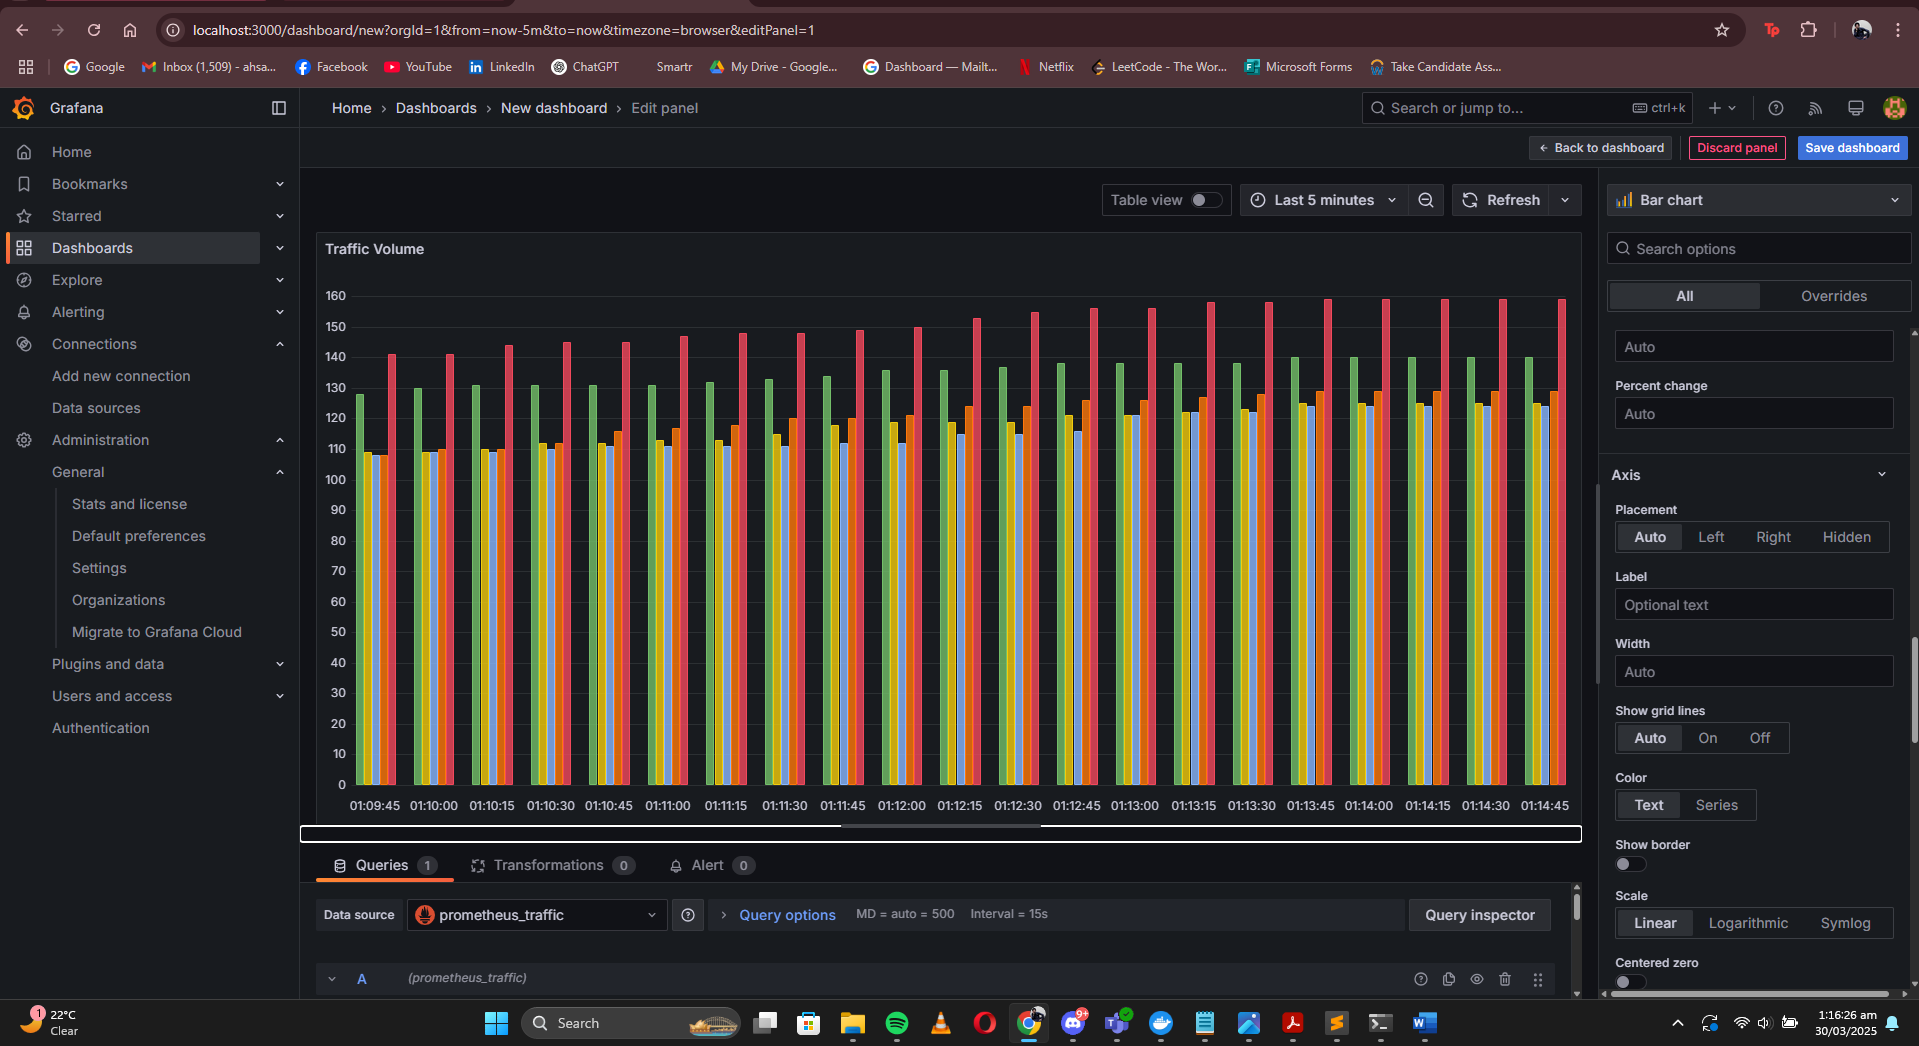 localhost:3000/dashboard/new?orgId=1&from=now-5m&to=now&timezone=browser&editPanel=1
Tp
Google
Inbox (1,509) - ahsa...
Facebook
YouTube
LinkedIn
ChatGPT
Smartr
My Drive - Google...
Dashboard — Mailt...
Netflix
LeetCode - The Wor...
Microsoft Forms
Take Candidate Ass...
Grafana
Home › Dashboards › New dashboard › Edit panel
Search or jump to...
ctrl+k
Back to dashboard
Discard panel
Save dashboard
Home
Bookmarks
Starred
Dashboards
Explore
Alerting
Connections
Add new connection
Data sources
Administration
General
Stats and license
Default preferences
Settings
Organizations
Migrate to Grafana Cloud
Plugins and data
Users and access
Authentication
Table view
Last 5 minutes
Refresh
Traffic Volume
160
150
140
130
120
110
100
90
80
70
60
50
40
30
20
10
0
01:09:45 01:10:00 01:10:15 01:10:30 01:10:45 01:11:00 01:11:15 01:11:30 01:11:45 01:12:00 01:12:15 01:12:30 01:12:45 01:13:00 01:13:15 01:13:30 01:13:45 01:14:00 01:14:15 01:14:30 01:14:45
Queries 1
Transformations 0
Alert 0
Data source
prometheus_traffic
Query options
MD = auto = 500
Interval = 15s
Query inspector
A
(prometheus_traffic)
Bar chart
Search options
All
Overrides
Auto
Percent change
Auto
Axis
Placement
Auto Left Right Hidden
Label
Optional text
Width
Auto
Show grid lines
Auto On Off
Color
Text Series
Show border
Scale
Linear Logarithmic Symlog
Centered zero
1
22°C
Clear
Search
9+
1:16:26 am
30/03/2025